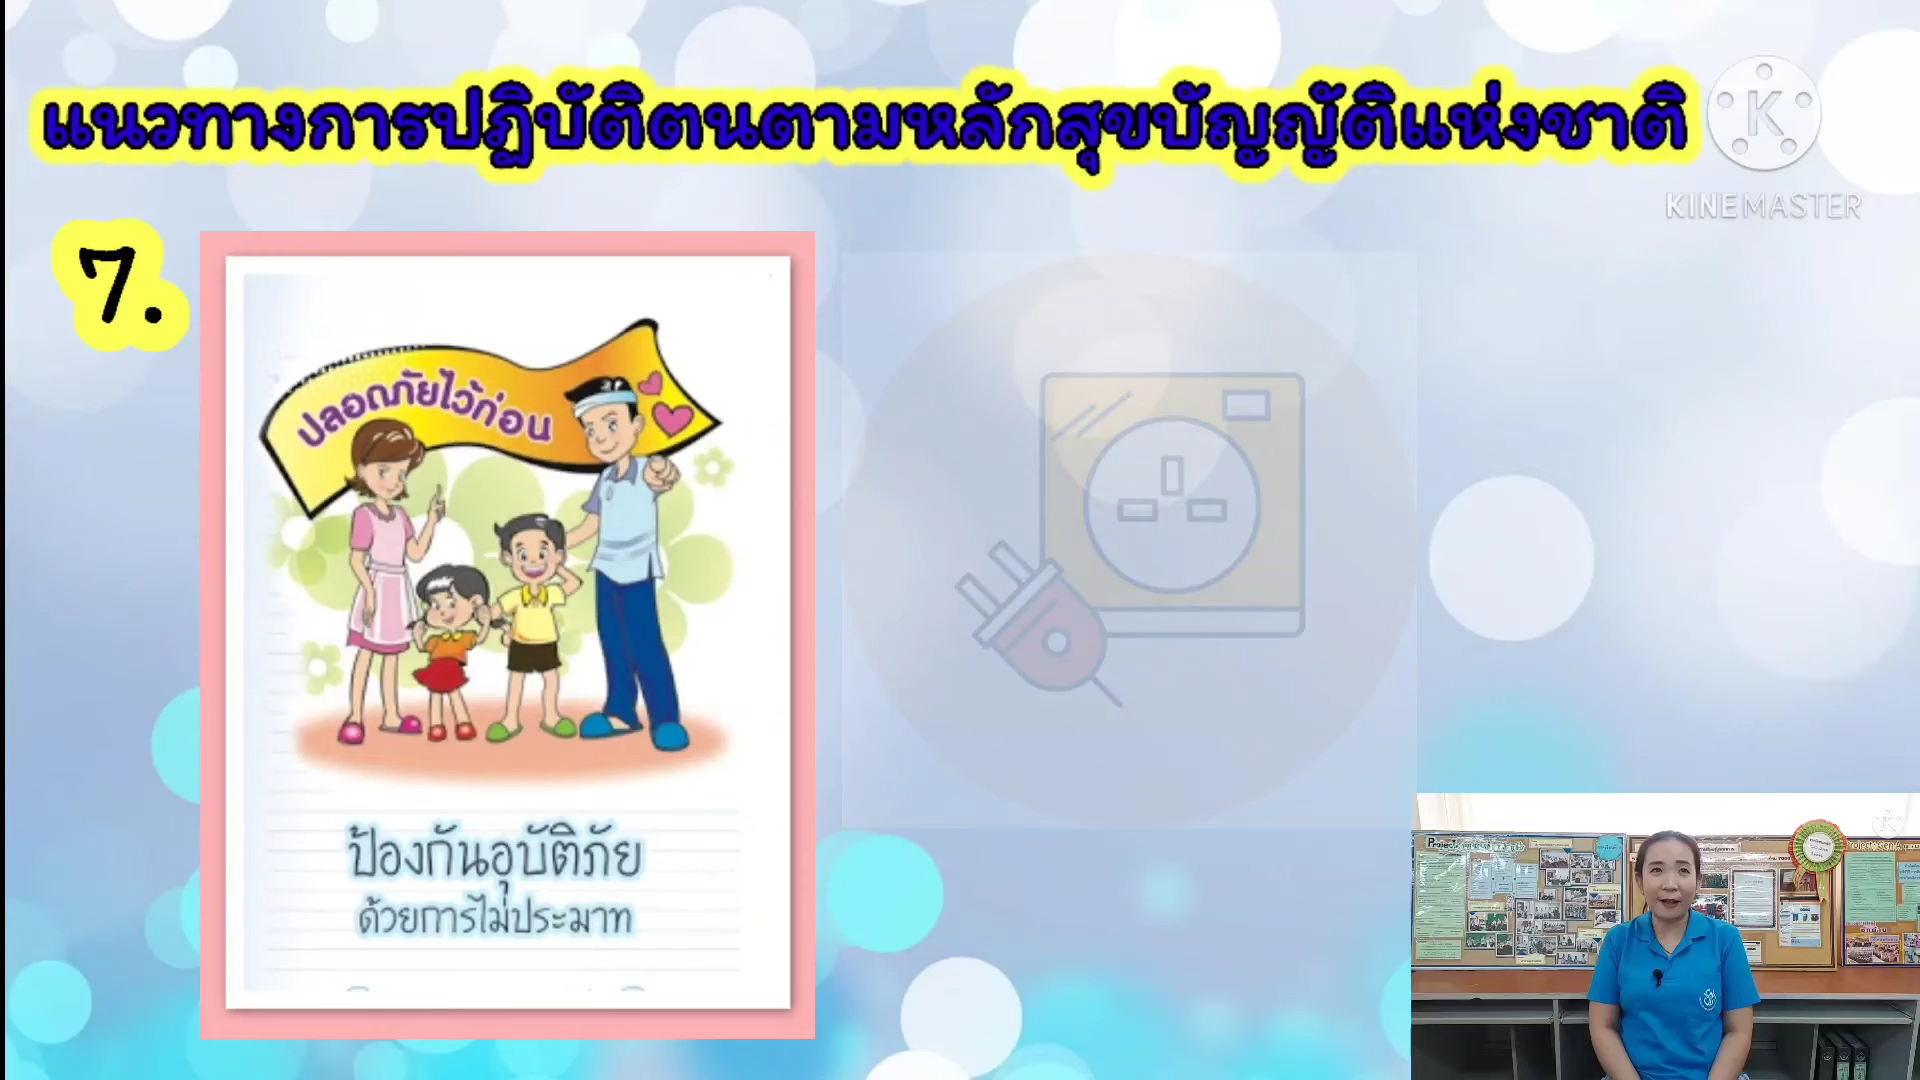 แนวทางการปฏิบัติตนตามหลักสุขบัญญัติแห่งชาติ
KINEMASTER
7.
ปลอดภัยไว้ก่อน
ป้องกันอุบัติภัย
ด้วยการไม่ประมาท